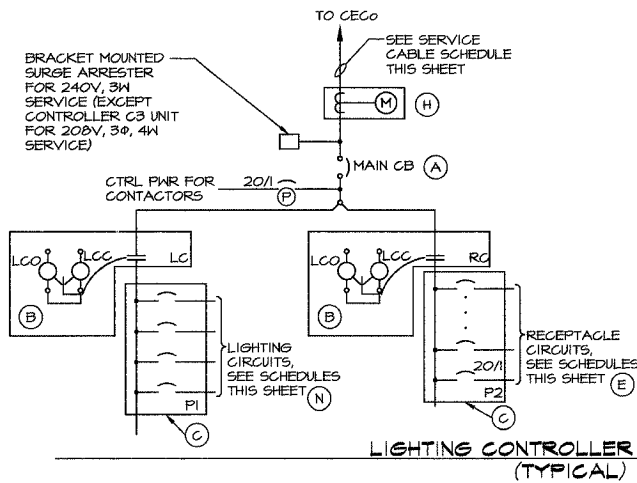 TO CECo
SEE SERVICE
CABLE SCHEDULE
THIS SHEET
BRACKET MOUNTED
SURGE ARRESTER
FOR 240V, 3W
SERVICE (EXCEPT
CONTROLLER C3 UNIT
FOR 208V, 3Φ, 4W
SERVICE)
M
H
MAIN CB
A
CTRL PWR FOR
CONTACTORS
20/1
P
LCO
LCC
LC
B
LCO
LCC
RC
B
LIGHTING
CIRCUITS,
SEE SCHEDULES
THIS SHEET
N
P1
C
RECEPTACLE
CIRCUITS,
SEE SCHEDULES
THIS SHEET
E
20/1
P2
C
LIGHTING CONTROLLER
(TYPICAL)